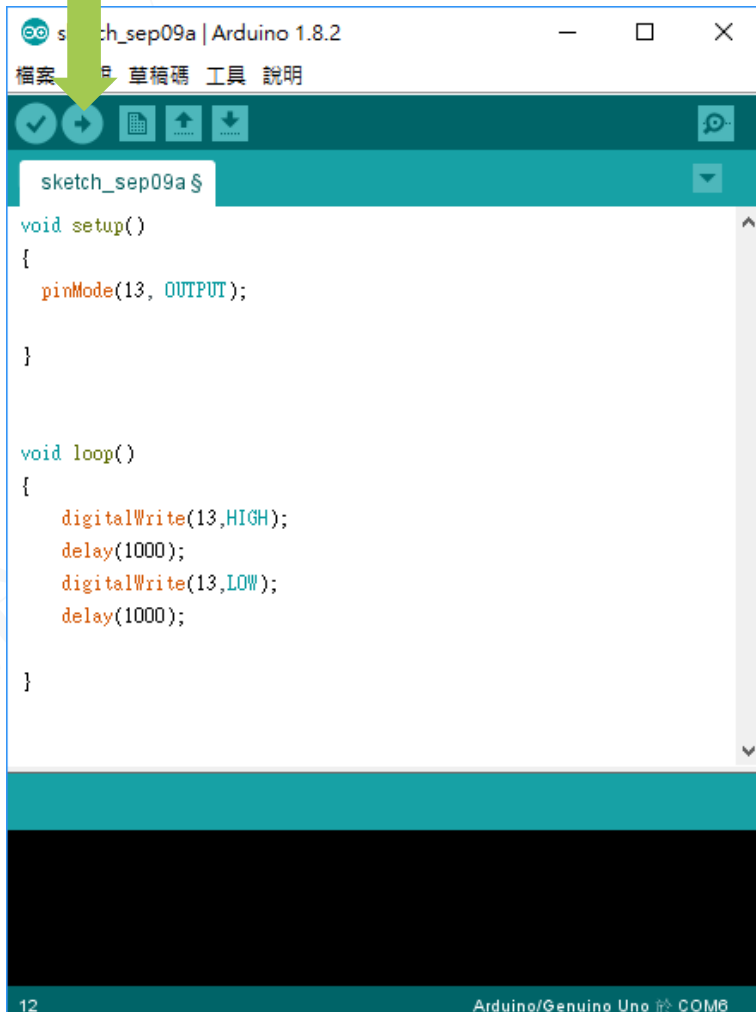 sketch_sep09a | Arduino 1.8.2
檔案 草稿碼 工具 說明
sketch_sep09a §
void setup()
{
pinMode(13, OUTPUT);
}
void loop()
{
digitalWrite(13,HIGH);
delay(1000);
digitalWrite(13,LOW);
delay(1000);
}
12 Arduino/Genuino Uno 於 COM6